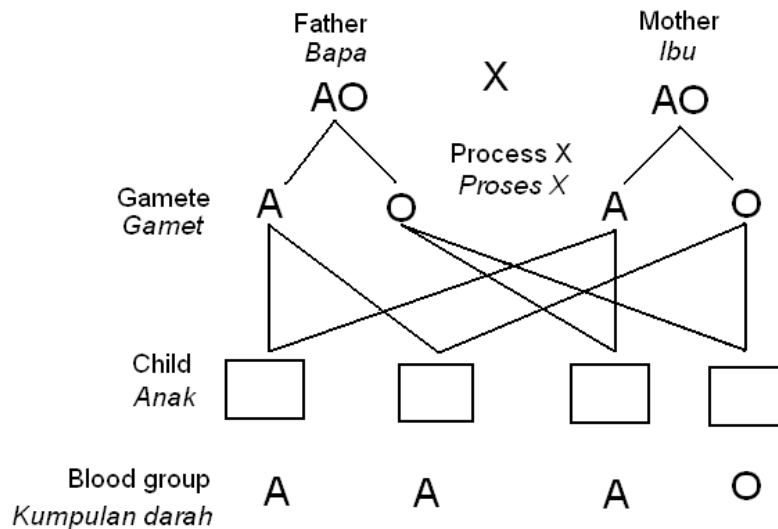 Father Mother
Bapa Ibu
AO X AO
Process X
Proses X
Gamete A O A O
Gamet
Child
Anak
Blood group A A A O
Kumpulan darah